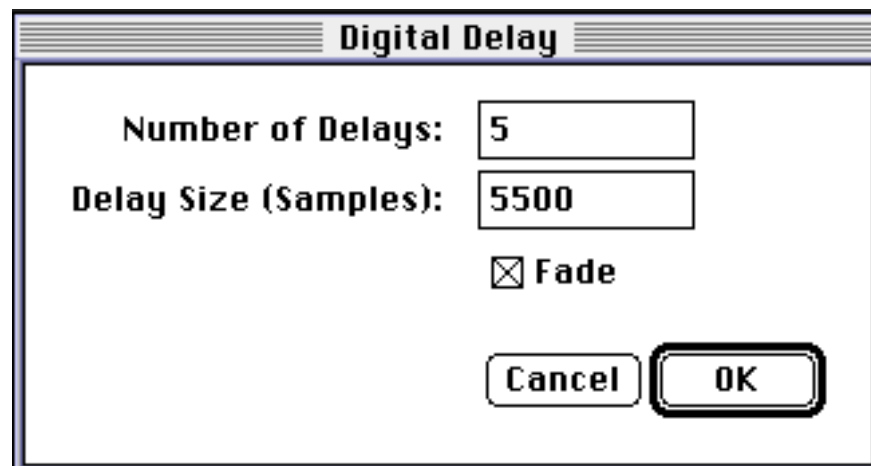 Digital Delay
Number of Delays: 5
Delay Size (Samples): 5500
Fade
Cancel OK